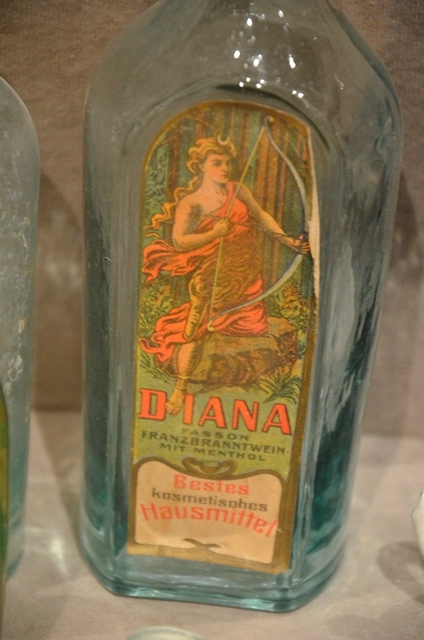 DIANA
FASSON
FRANZBRANNTWEIN
MIT MENTHOL
Bestes
kosmetisches
Hausmittel